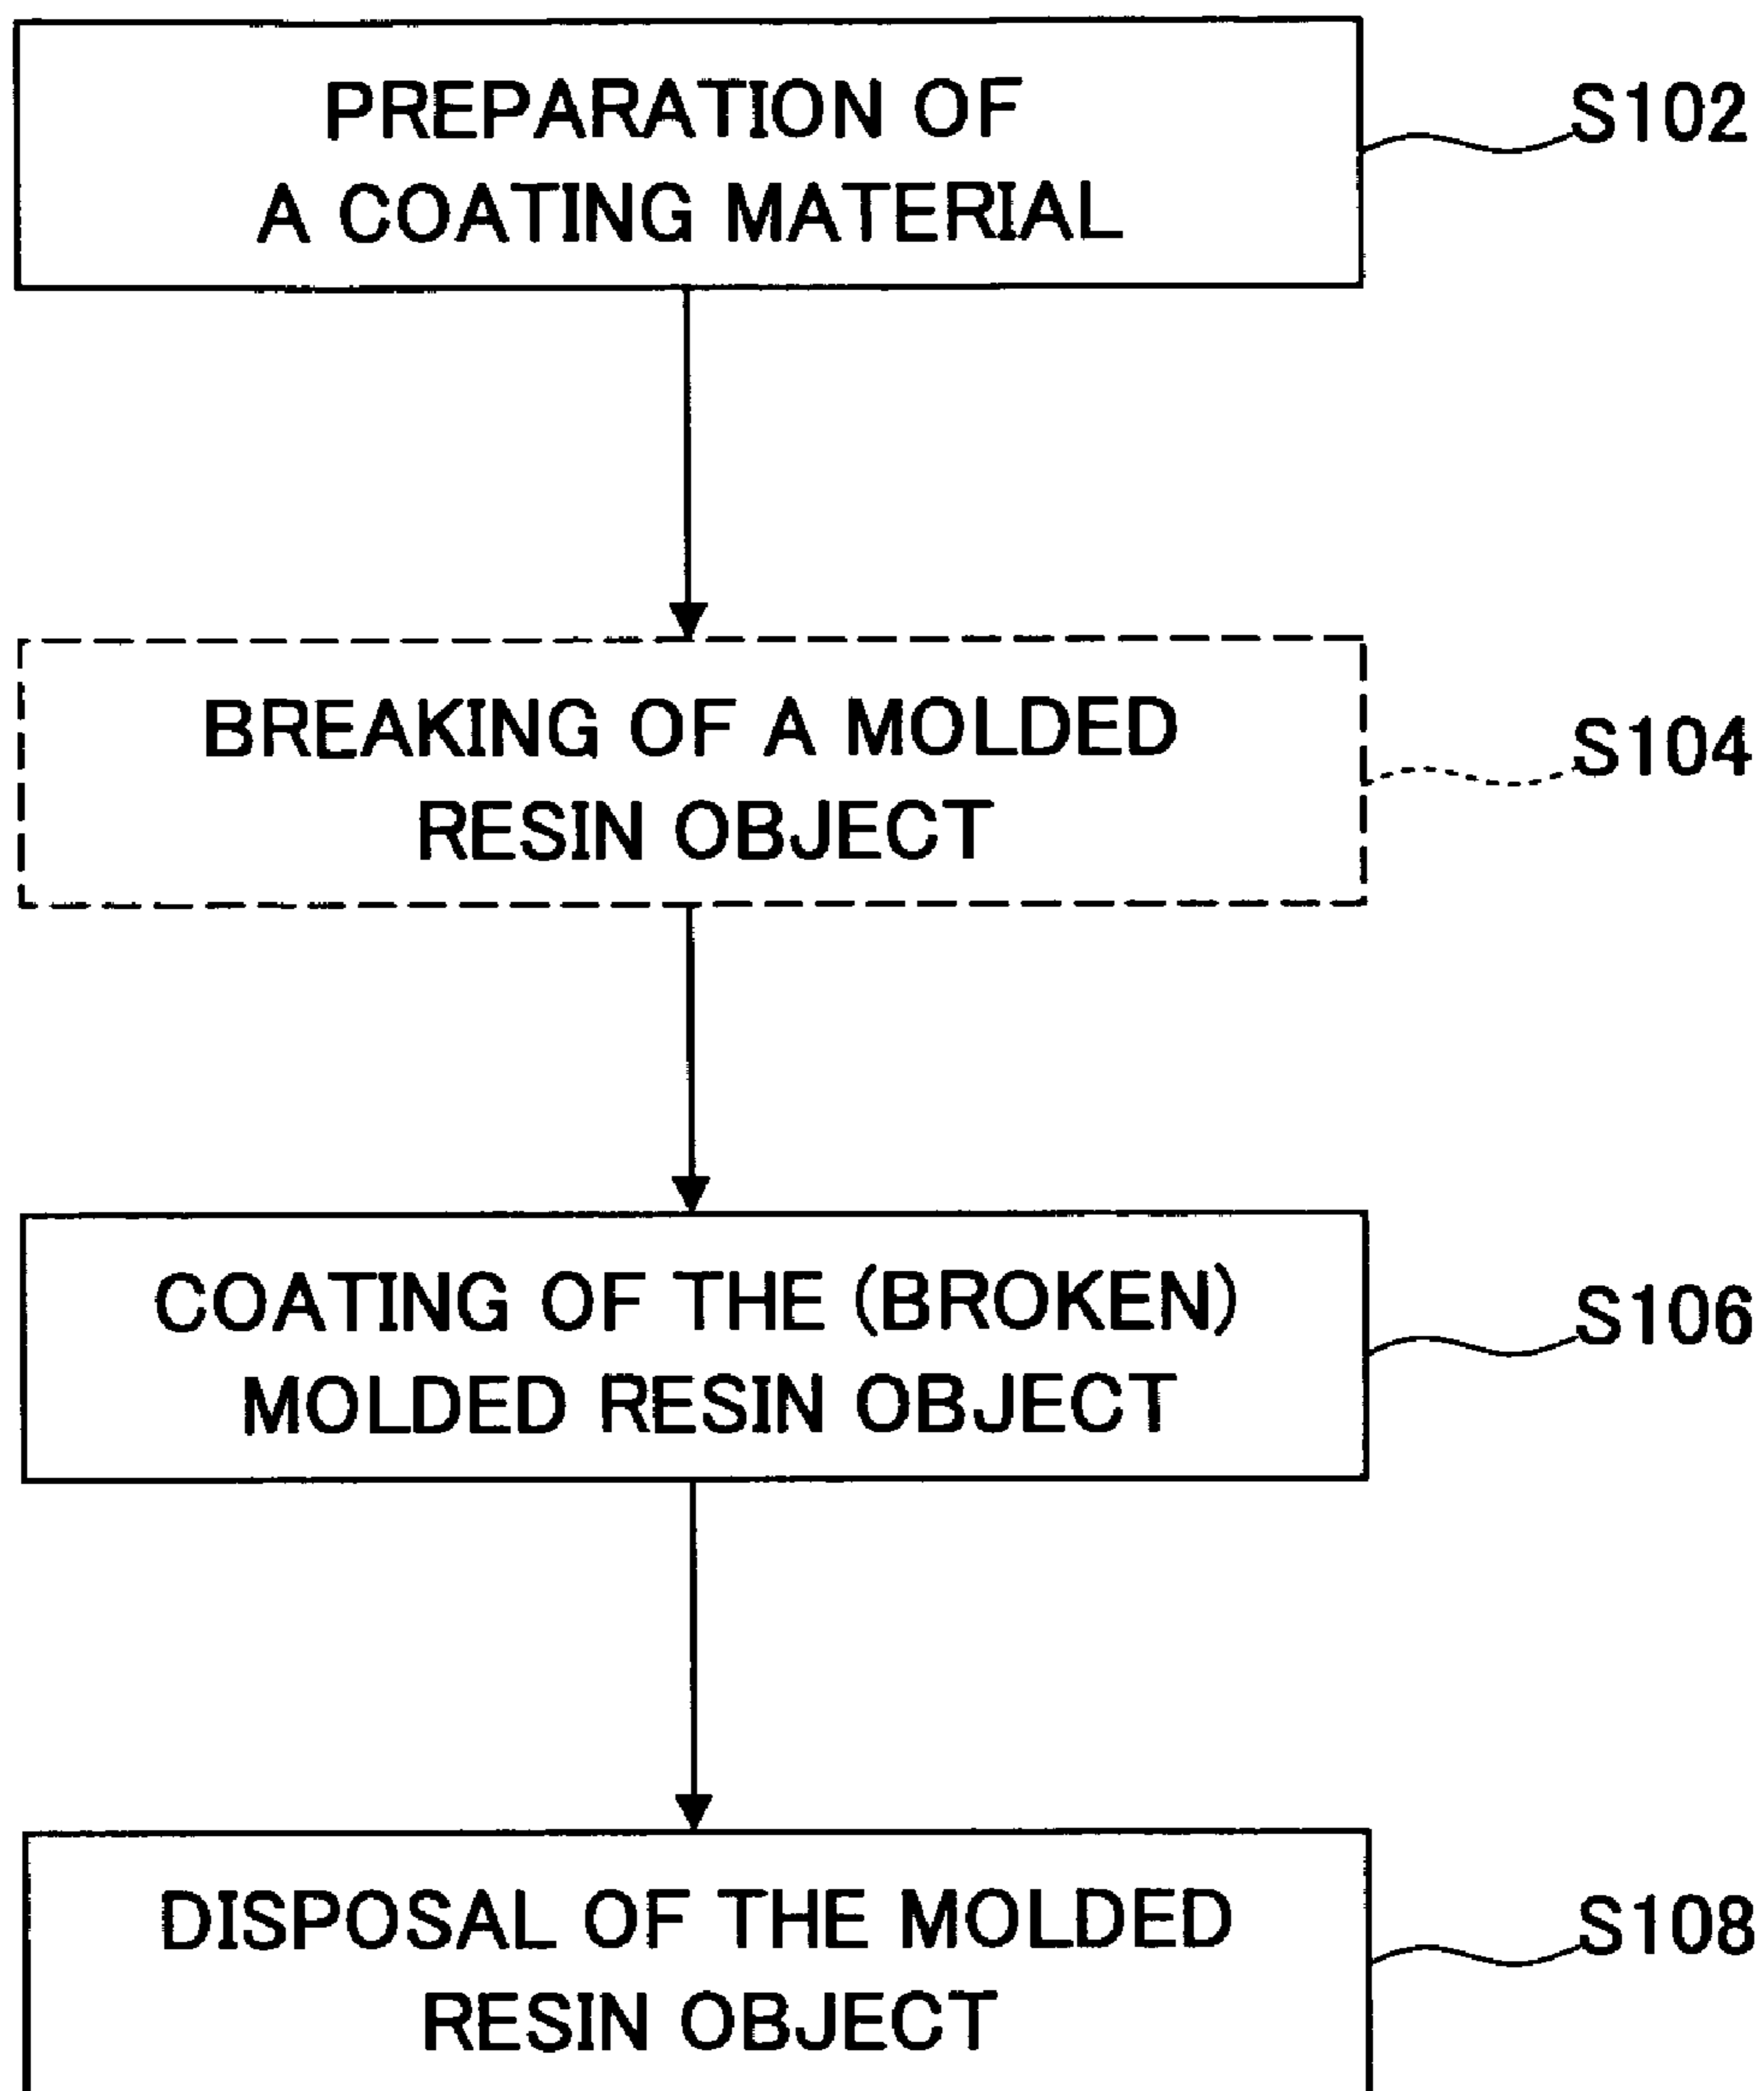 PREPARATION OF
A COATING MATERIAL
S102
BREAKING OF A MOLDED
RESIN OBJECT
S104
COATING OF THE (BROKEN)
MOLDED RESIN OBJECT
S106
DISPOSAL OF THE MOLDED
RESIN OBJECT
S108